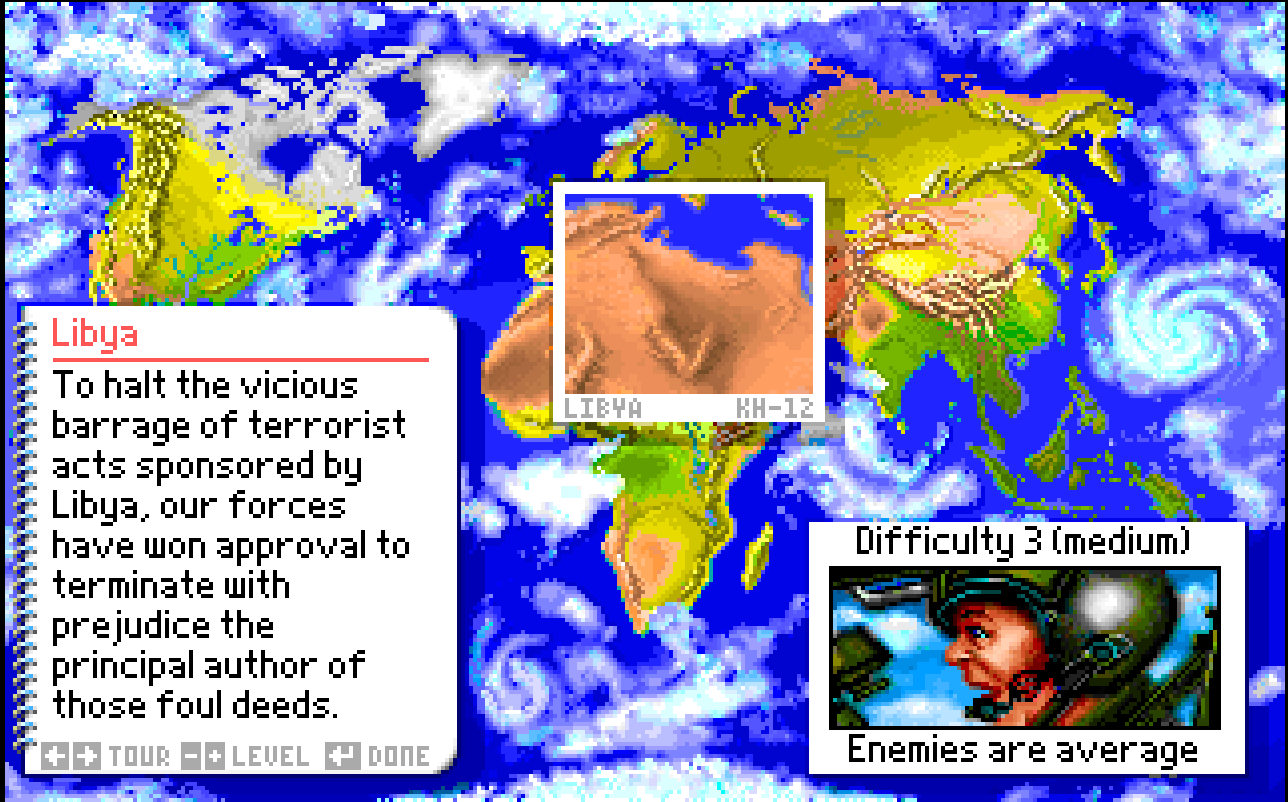 Libya
To halt the vicious
barrage of terrorist
acts sponsored by
Libya, our forces
have won approval to
terminate with
prejudice the
principal author of
those foul deeds.
TOUR LEVEL DONE
LIBYA KH-12
Difficulty 3 (medium)
Enemies are average